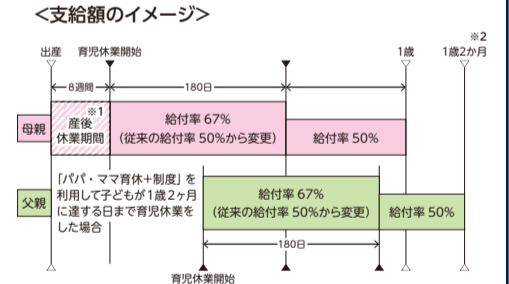 ＜支給額のイメージ＞
※2
出産 育児休業開始 1歳 1歳2か月
8週間 180日
母親
※1
産後
休業期間
給付率 67%
（従来の給付率 50%から変更）
給付率 50%
父親
「パパ・ママ育休＋制度」を
利用して子どもが1歳2ヶ月
に達する日まで育児休業を
した場合
給付率 67%
（従来の給付率 50%から変更）
給付率 50%
180日
育児休業開始